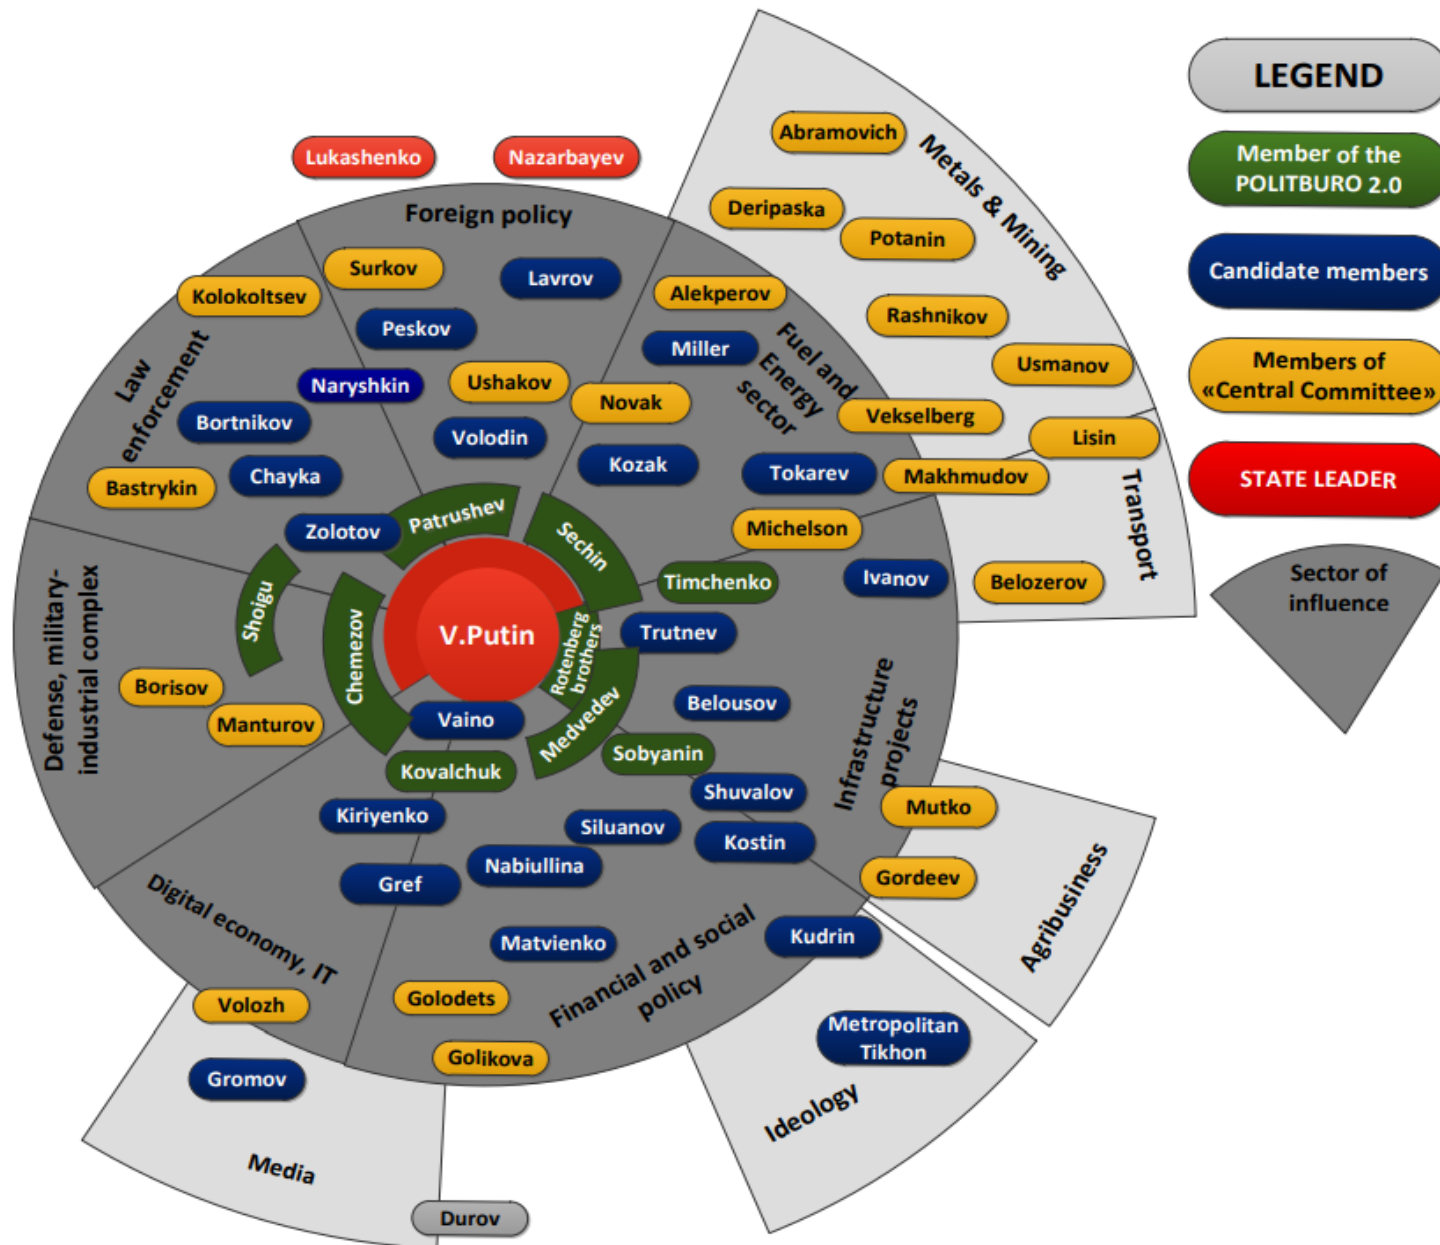 LEGEND
Member of the
POLITBURO 2.0
Candidate members
Members of
«Central Committee»
STATE LEADER
Sector of
influence
Lukashenko
Nazarbayev
Foreign policy
Surkov
Lavrov
Peskov
Ushakov
Volodin
Kolokoltsev
Law
enforcement
Naryshkin
Bortnikov
Chayka
Bastrykin
Zolotov
Patrushev
Sechin
Shoigu
Chemezov
V.Putin
Rotenberg
brothers
Medvedev
Vaino
Kovalchuk
Defense, military-
industrial complex
Borisov
Manturov
Alekperov
Miller
Fuel and
Energy
sector
Novak
Kozak
Tokarev
Vekselberg
Makhmudov
Michelson
Metals & Mining
Abramovich
Deripaska
Potanin
Rashnikov
Usmanov
Lisin
Transport
Belozerov
Timchenko
Ivanov
Trutnev
Belousov
Sobyanin
Shuvalov
Kostin
Infrastructure
projects
Mutko
Gordeev
Agribusiness
Kiriyenko
Gref
Digital economy, IT
Volozh
Siluanov
Nabiullina
Matvienko
Kudrin
Financial and social
policy
Golodets
Golikova
Metropolitan
Tikhon
Ideology
Gromov
Media
Durov